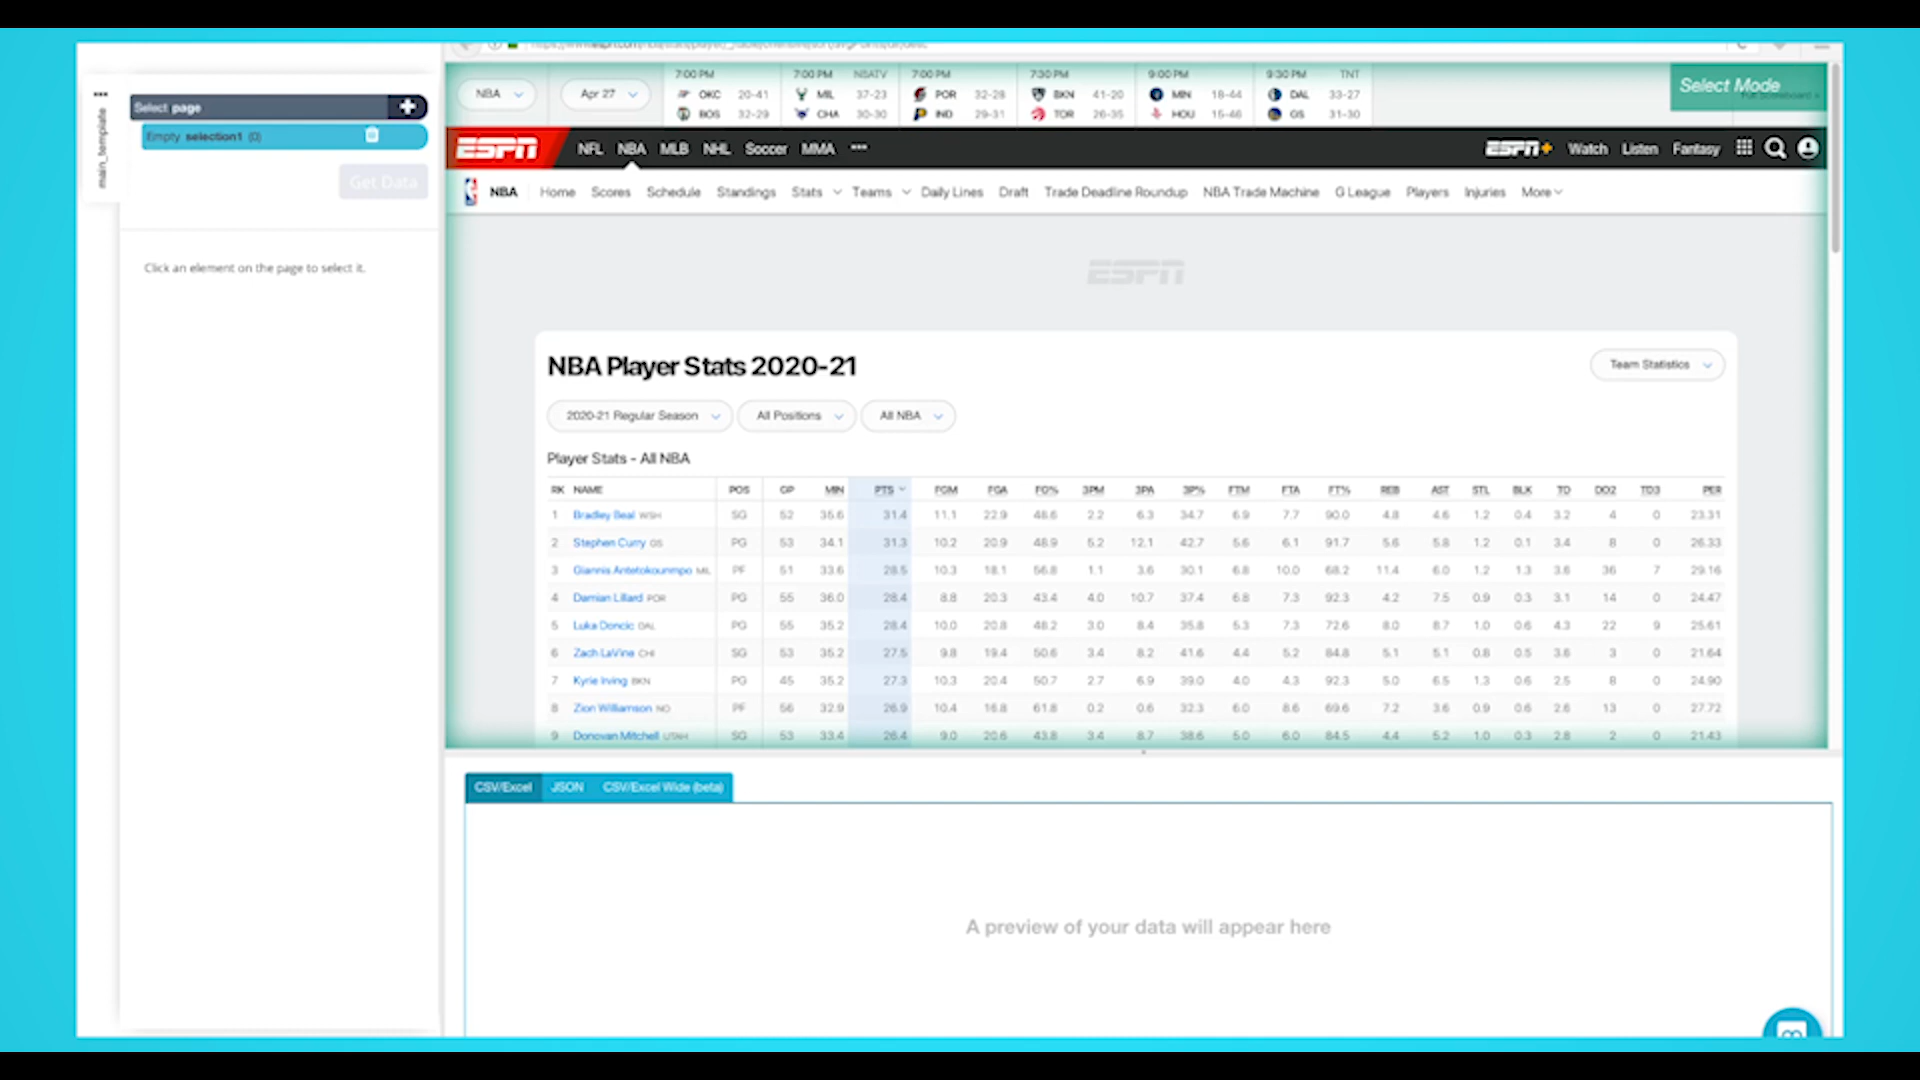 7:00 PM 7:00 PM NBATV 7:00 PM 7:30 PM 9:00 PM 9:30 PM TNT
NBA Apr 27 OKC 20-41 MIL 37-23 POR 32-28 BKN 41-20 MIN 18-44 DAL 33-27
BOS 32-29 CHA 30-30 IND 29-31 TOR 26-35 HOU 15-46 GS 31-30
Select Mode
main_template
Select page
Empty selection1 (0)
Get Data
Click an element on the page to select it.
ESPN NFL NBA MLB NHL Soccer MMA ESPN+ Watch Listen Fantasy
NBA Home Scores Schedule Standings Stats Teams Daily Lines Draft Trade Deadline Roundup NBA Trade Machine G League Players Injuries More
ESPN
NBA Player Stats 2020-21 Team Statistics
2020-21 Regular Season All Positions All NBA
Player Stats - All NBA
RK NAME POS GP MIN PTS FGM FGA FG% 3PM 3PA 3P% FTM FTA FT% REB AST STL BLK TO DD2 TD3 PER
1 Bradley Beal WSH SG 52 35.6 31.4 11.1 22.9 48.6 2.2 6.3 34.7 6.9 7.7 90.0 4.8 4.6 1.2 0.4 3.2 4 0 23.31
2 Stephen Curry GS PG 53 34.1 31.3 10.2 20.9 48.9 5.2 12.1 42.7 5.6 6.1 91.7 5.6 5.8 1.2 0.1 3.4 8 0 26.33
3 Giannis Antetokounmpo MIL PF 51 33.6 28.5 10.3 18.1 56.8 1.1 3.6 30.1 6.8 10.0 68.2 11.4 6.0 1.2 1.3 3.6 36 7 29.16
4 Damian Lillard POR PG 55 36.0 28.4 8.8 20.3 43.4 4.0 10.7 37.4 6.8 7.3 92.3 4.2 7.5 0.9 0.3 3.1 14 0 24.47
5 Luka Doncic DAL PG 55 35.2 28.4 10.0 20.8 48.2 3.0 8.4 35.8 5.3 7.3 72.6 8.0 8.7 1.0 0.6 4.3 22 9 25.61
6 Zach LaVine CHI SG 53 35.2 27.5 9.8 19.4 50.6 3.4 8.2 41.6 4.4 5.2 84.8 5.1 5.1 0.8 0.5 3.6 3 0 21.64
7 Kyrie Irving BKN PG 45 35.2 27.3 10.3 20.4 50.7 2.7 6.9 39.0 4.0 4.3 92.3 5.0 6.5 1.3 0.6 2.5 8 0 24.90
8 Zion Williamson NO PF 56 32.9 26.9 10.4 16.8 61.8 0.2 0.6 32.3 6.0 8.6 69.6 7.2 3.6 0.9 0.6 2.6 13 0 27.72
9 Donovan Mitchell UTAH SG 53 33.4 26.4 9.0 20.6 43.8 3.4 8.7 38.6 5.0 6.0 84.5 4.4 5.2 1.0 0.3 2.8 2 0 21.43
CSV/Excel JSON CSV/Excel Wide (beta)
A preview of your data will appear here